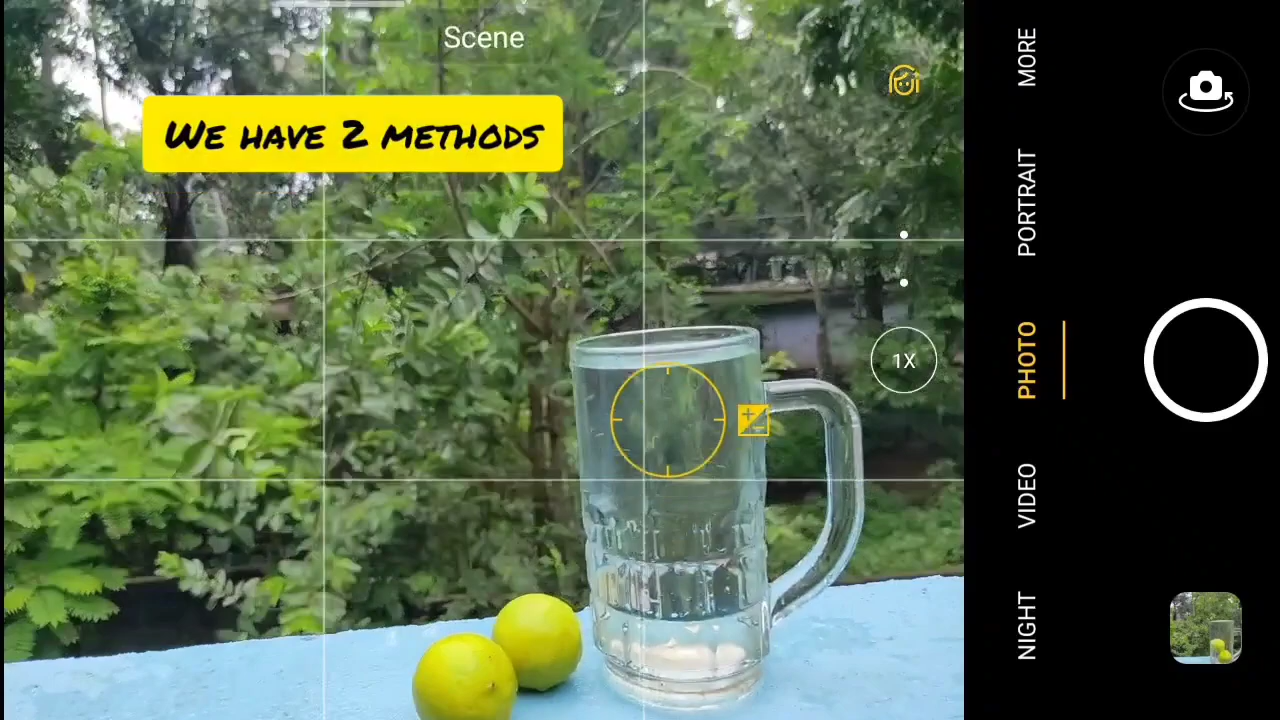 Scene
We have 2 methods
1X
MORE
PORTRAIT
PHOTO
VIDEO
NIGHT